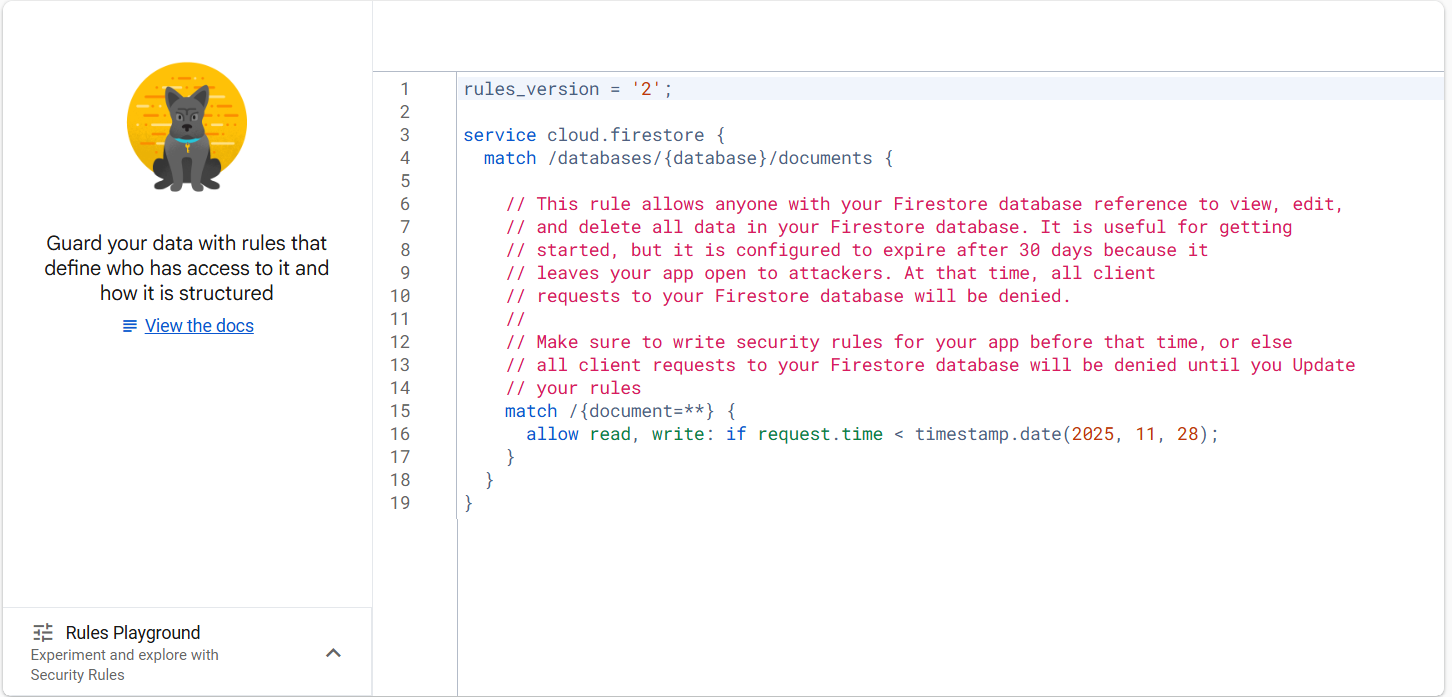 Guard your data with rules that
define who has access to it and
how it is structured
View the docs
Rules Playground
Experiment and explore with
Security Rules
1 rules_version = '2';
2
3 service cloud.firestore {
4   match /databases/{database}/documents {
5
6     // This rule allows anyone with your Firestore database reference to view, edit,
7     // and delete all data in your Firestore database. It is useful for getting
8     // started, but it is configured to expire after 30 days because it
9     // leaves your app open to attackers. At that time, all client
10     // requests to your Firestore database will be denied.
11     //
12     // Make sure to write security rules for your app before that time, or else
13     // all client requests to your Firestore database will be denied until you Update
14     // your rules
15     match /{document=**} {
16       allow read, write: if request.time < timestamp.date(2025, 11, 28);
17     }
18   }
19 }